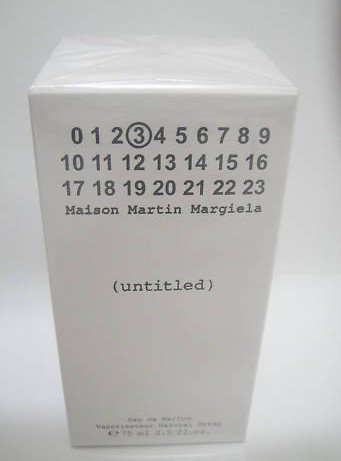 0 1 2 3 4 5 6 7 8 9
10 11 12 13 14 15 16
17 18 19 20 21 22 23
Maison Martin Margiela
(untitled)
Eau de Parfum
Vaporisateur Natural Spray
e 75 ml 2.5 fl.oz.